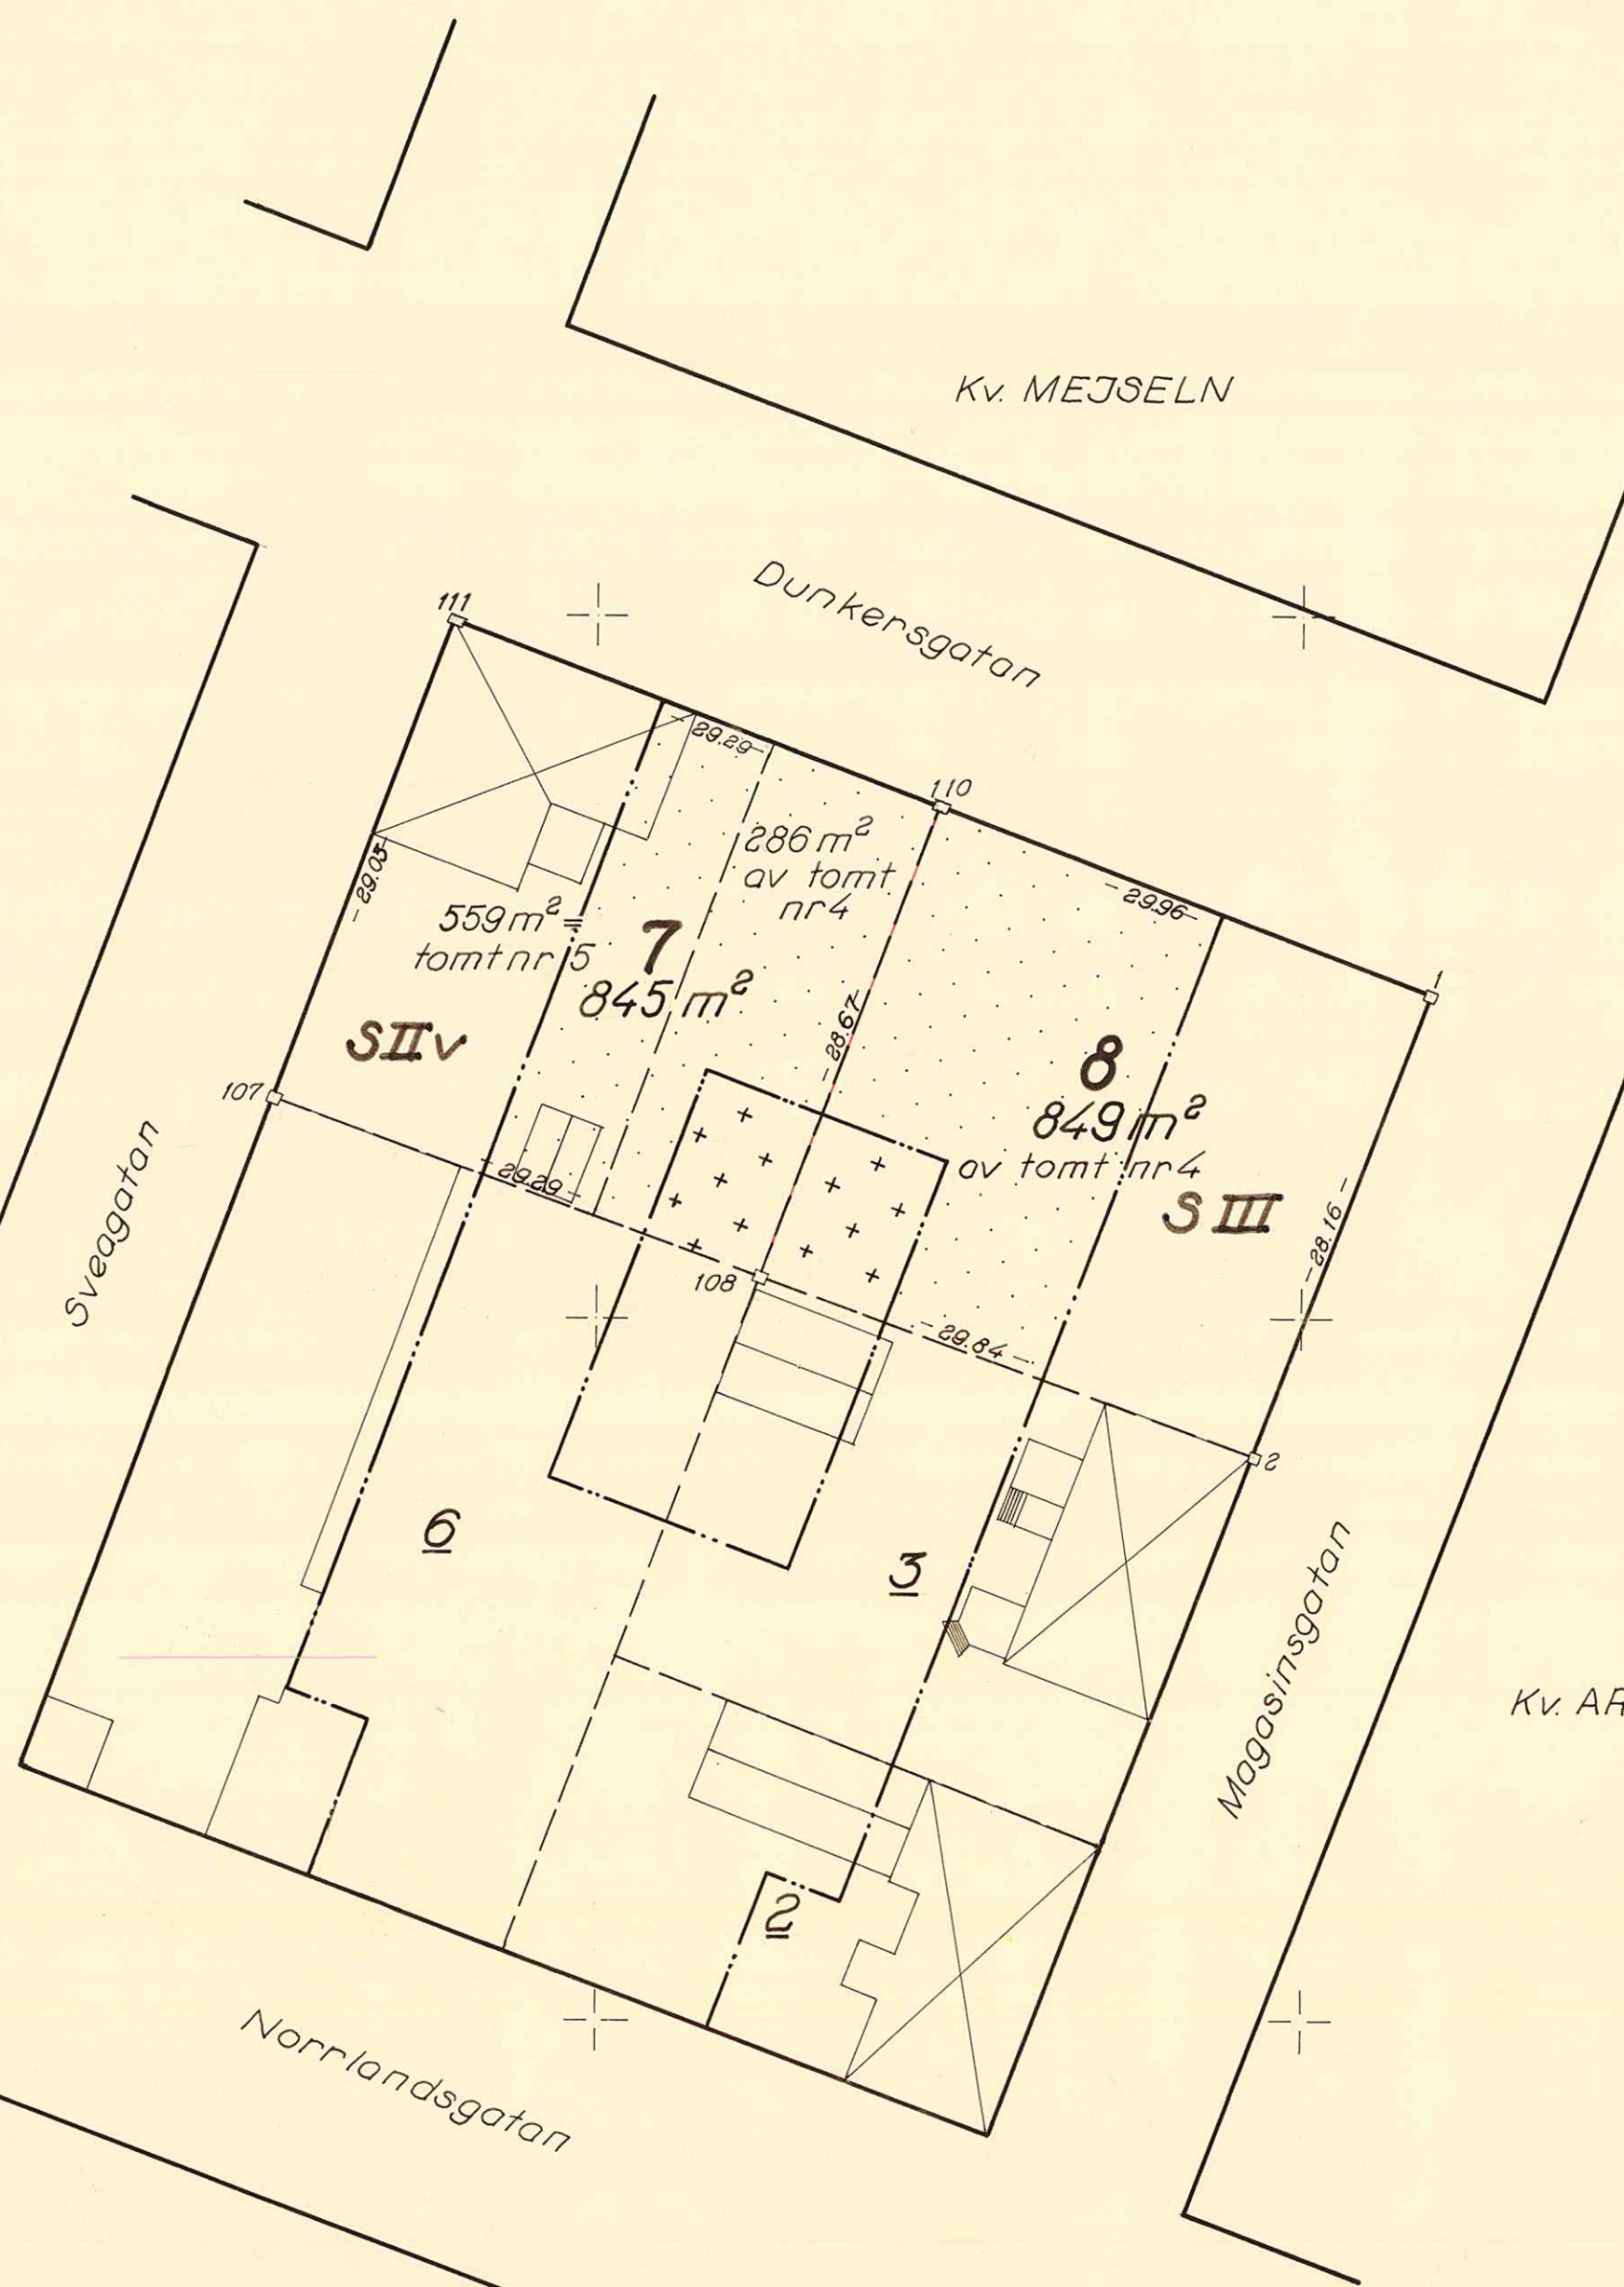 Kv. MEJSELN
Dunkersgatan
111
29.29
110
286 m²
av tomt
nr 4
29.03
29.96
559 m² =
tomt nr 5
7
845 m²
1
28.67
S II v
8
849 m²
av tomt nr 4
107
S III
29.29
28.16
108
29.84
Sveagatan
2
6
3
Magasinsgatan
Kv. AR
2
Norrlandsgatan